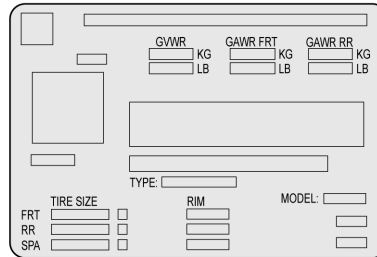 GVWR GAWR FRT GAWR RR
KG KG KG
LB LB LB
TYPE:
TIRE SIZE RIM MODEL:
FRT
RR
SPA